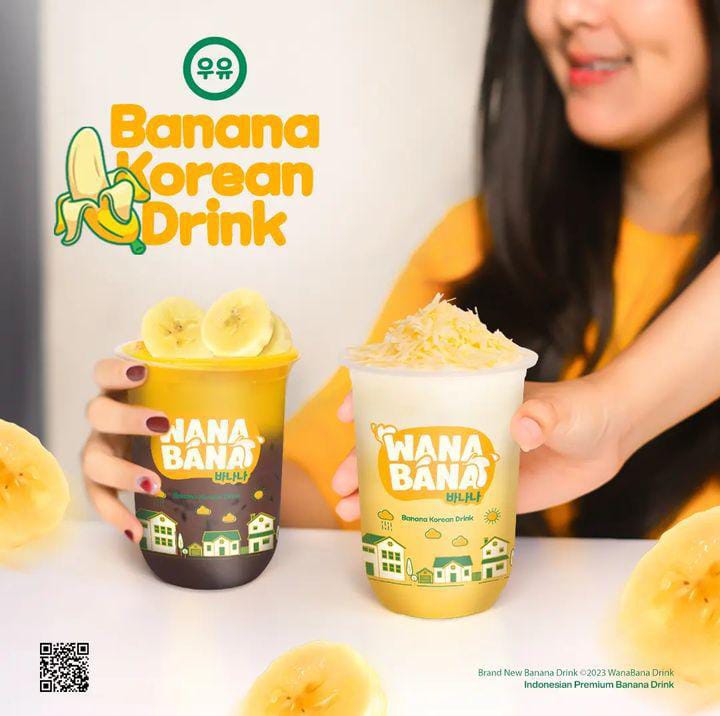 우유
Banana
Korean
Drink
WANA
BANA
바나나
Banana Korean Drink
WANA
BANA
바나나
Banana Korean Drink
Brand New Banana Drink ©2023 WanaBana Drink
Indonesian Premium Banana Drink